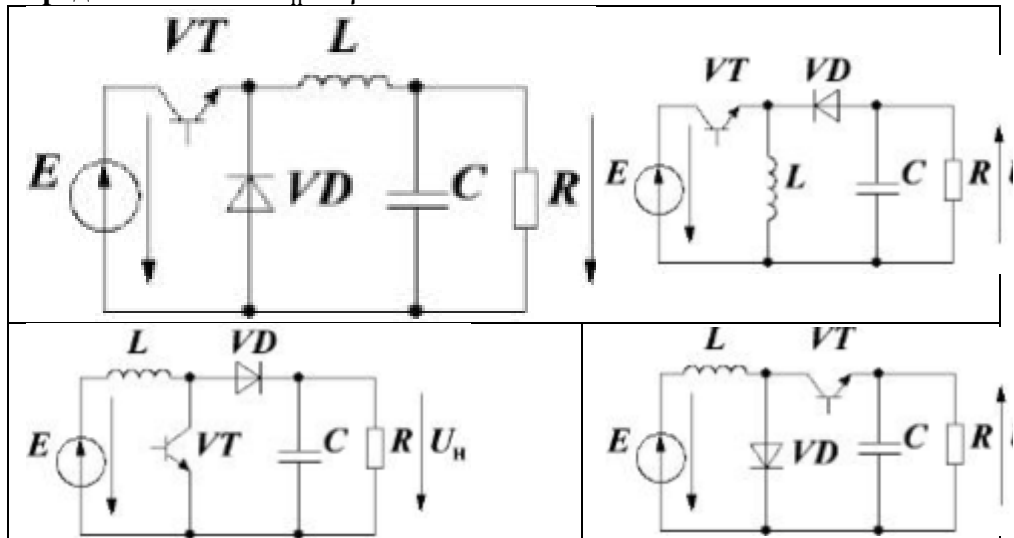 VT L
E VD C R
VT VD
E L C R
L VD
E VT C R Uн
L VT
E VD C R